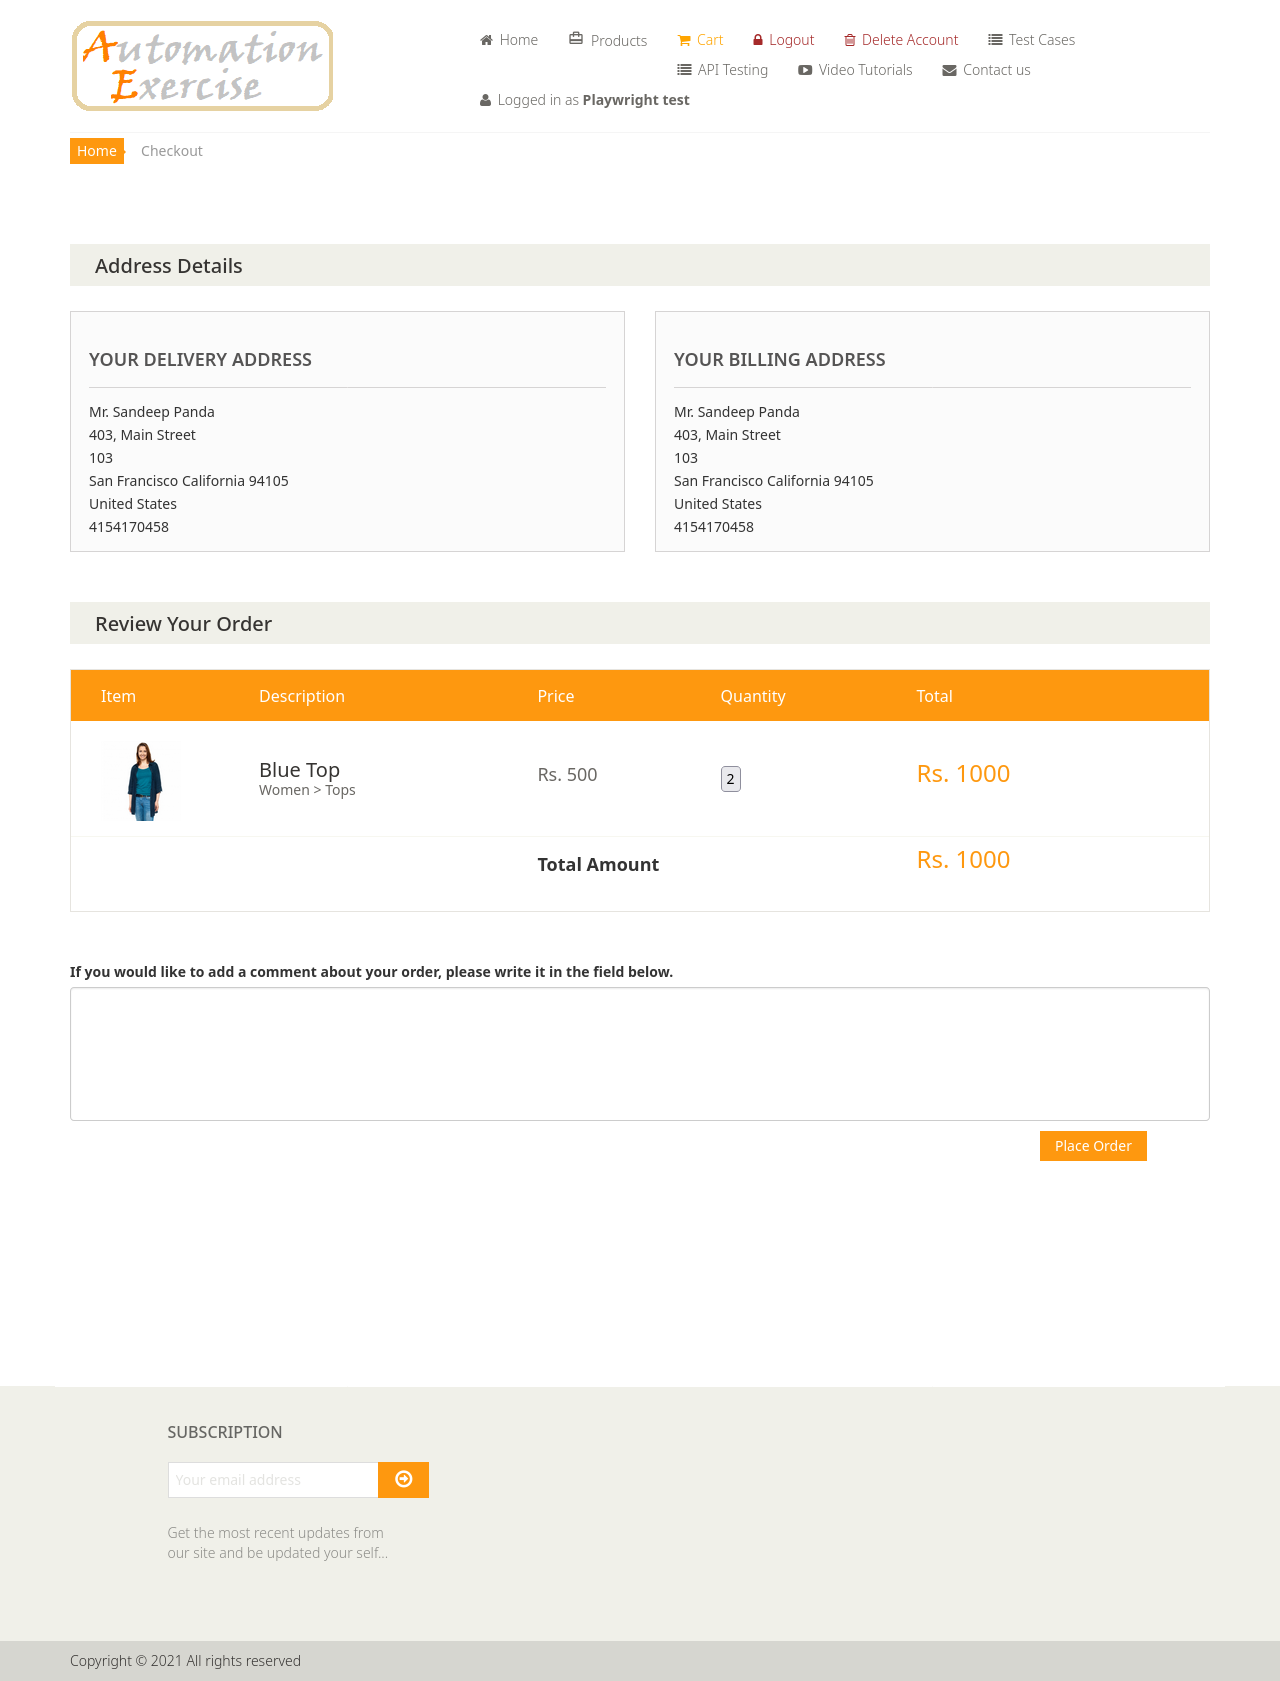 Automation
Exercise
Home
Products
Cart
Logout
Delete Account
Test Cases
API Testing
Video Tutorials
Contact us
Logged in as Playwright test
Home
Checkout
Address Details
YOUR DELIVERY ADDRESS
Mr. Sandeep Panda
403, Main Street
103
San Francisco California 94105
United States
4154170458
YOUR BILLING ADDRESS
Mr. Sandeep Panda
403, Main Street
103
San Francisco California 94105
United States
4154170458
Review Your Order
Item Description Price Quantity Total
Blue Top
Women > Tops
Rs. 500
2
Rs. 1000
Total Amount
Rs. 1000
If you would like to add a comment about your order, please write it in the field below.
Place Order
SUBSCRIPTION
Your email address
Get the most recent updates from
our site and be updated your self...
Copyright © 2021 All rights reserved